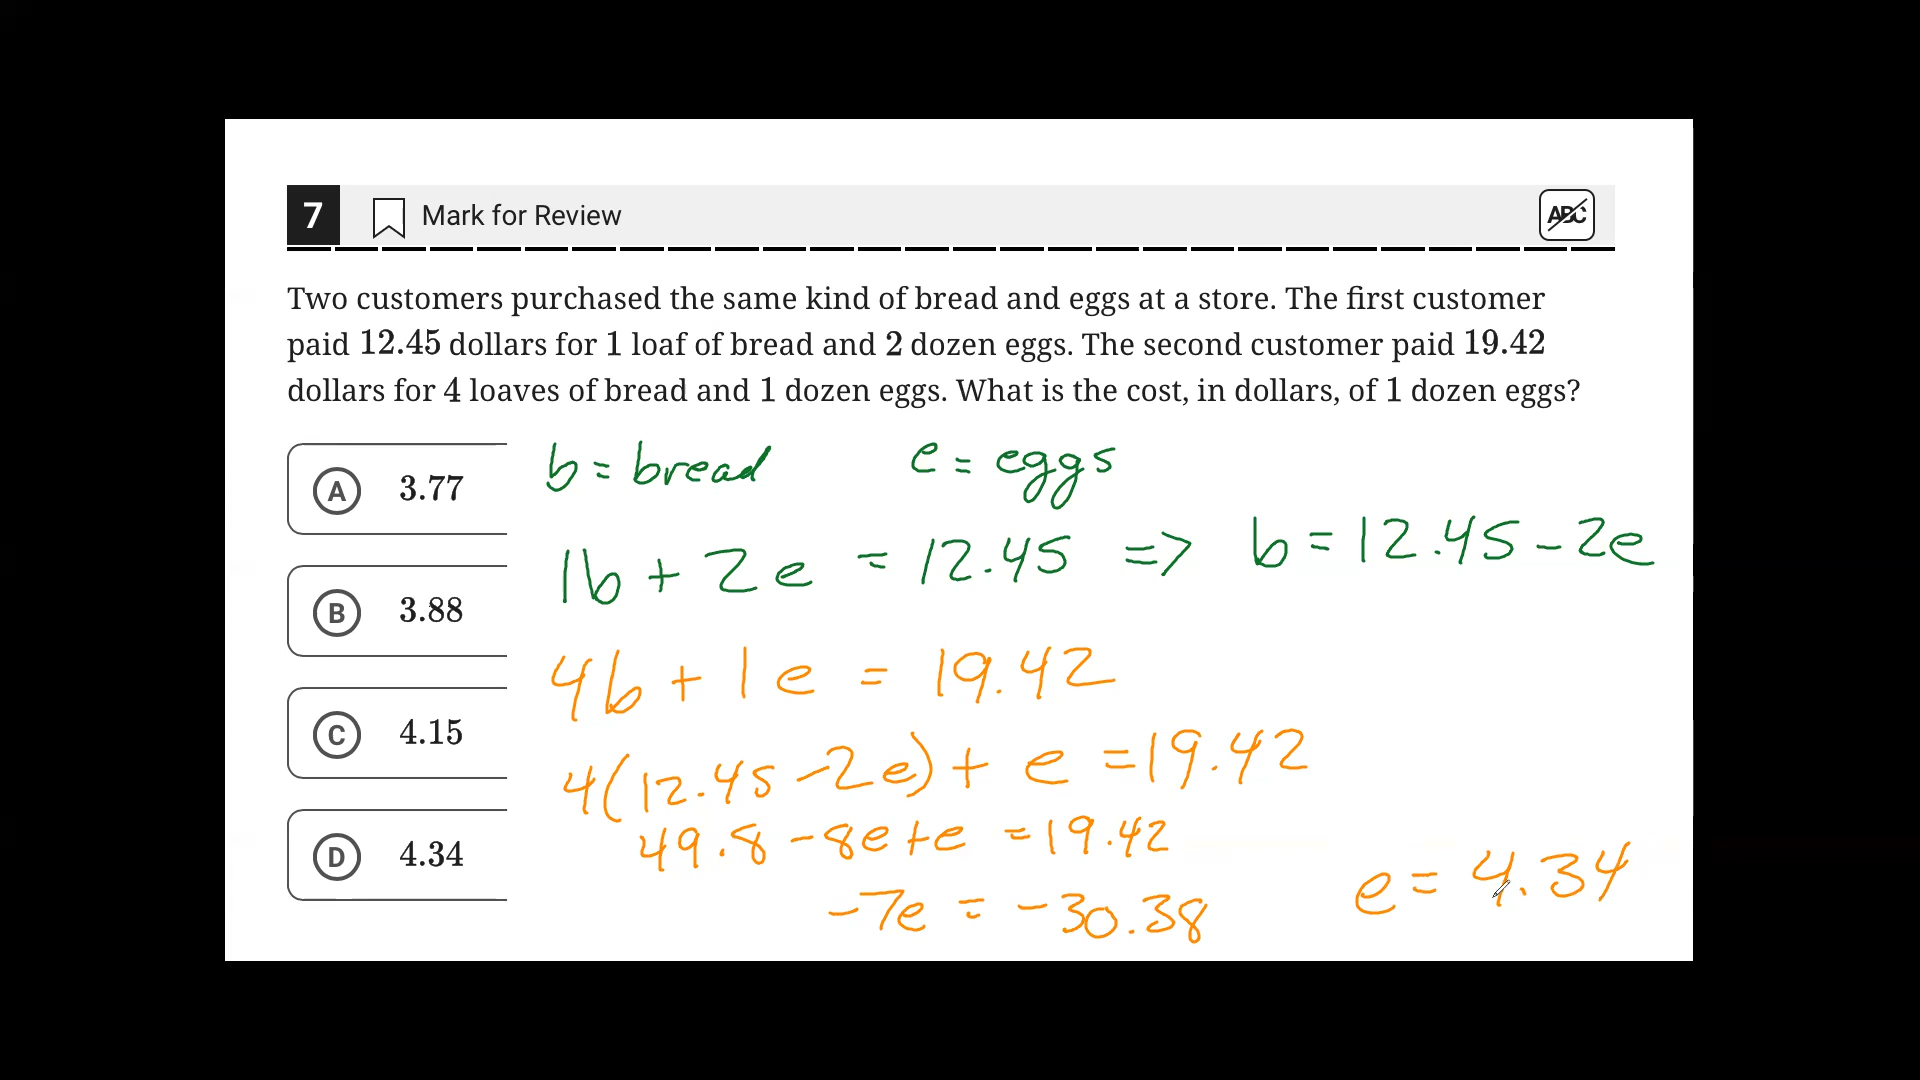 7 Mark for Review ABC
Two customers purchased the same kind of bread and eggs at a store. The first customer
paid 12.45 dollars for 1 loaf of bread and 2 dozen eggs. The second customer paid 19.42
dollars for 4 loaves of bread and 1 dozen eggs. What is the cost, in dollars, of 1 dozen eggs?
A 3.77
B 3.88
C 4.15
D 4.34
b = bread e = eggs
1b + 2e = 12.45 => b = 12.45 - 2e
4b + 1e = 19.42
4(12.45 - 2e) + e = 19.42
49.8 - 8e + e = 19.42
-7e = -30.38
e = 4.34